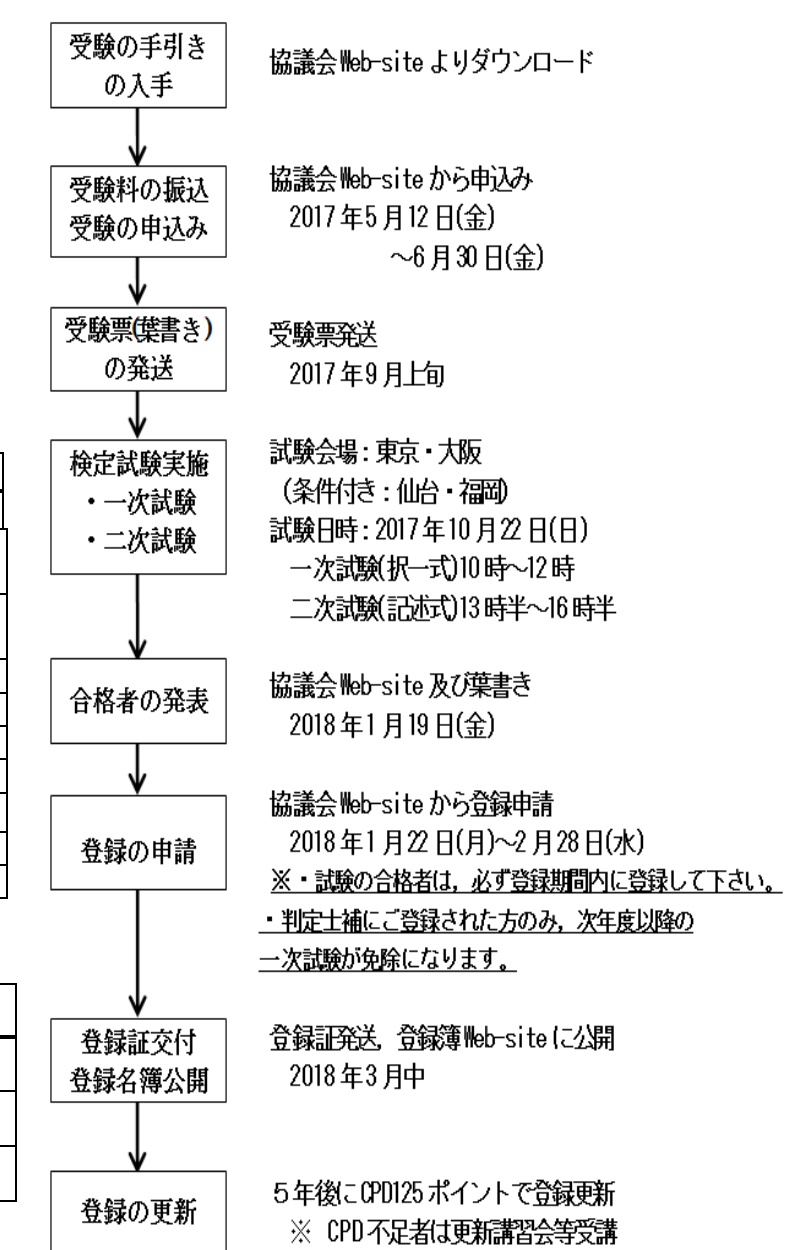 受験の手引き
の入手
協議会Web-siteよりダウンロード
受験料の振込
受験の申込み
協議会Web-siteから申込み
2017年5月12日(金)
～6月30日(金)
受験票(葉書き)
の発送
受験票発送
2017年9月上旬
検定試験実施
・一次試験
・二次試験
試験会場：東京・大阪
(条件付き：仙台・福岡)
試験日時：2017年10月22日(日)
一次試験(択一式)10時～12時
二次試験(記述式)13時半～16時半
合格者の発表
協議会Web-site及び葉書き
2018年1月19日(金)
登録の申請
協議会Web-siteから登録申請
2018年1月22日(月)～2月28日(水)
※・試験の合格者は，必ず登録期間内に登録して下さい。
・判定士補にご登録された方のみ，次年度以降の
一次試験が免除になります。
登録証交付
登録名簿公開
登録証発送，登録簿Web-siteに公開
2018年3月中
登録の更新
５年後にCPD125ポイントで登録更新
※ CPD不足者は更新講習会等受講